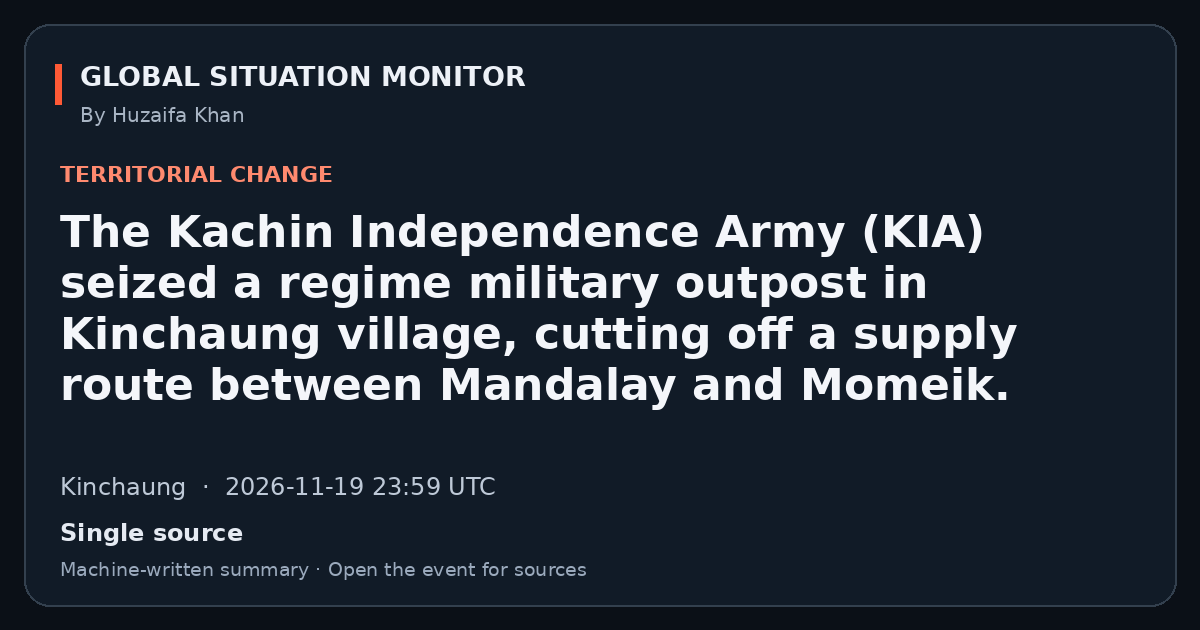 GLOBAL SITUATION MONITOR
By Huzaifa Khan
TERRITORIAL CHANGE
The Kachin Independence Army (KIA)
seized a regime military outpost in
Kinchaung village, cutting off a supply
route between Mandalay and Momeik.
Kinchaung · 2026-11-19 23:59 UTC
Single source
Machine-written summary · Open the event for sources